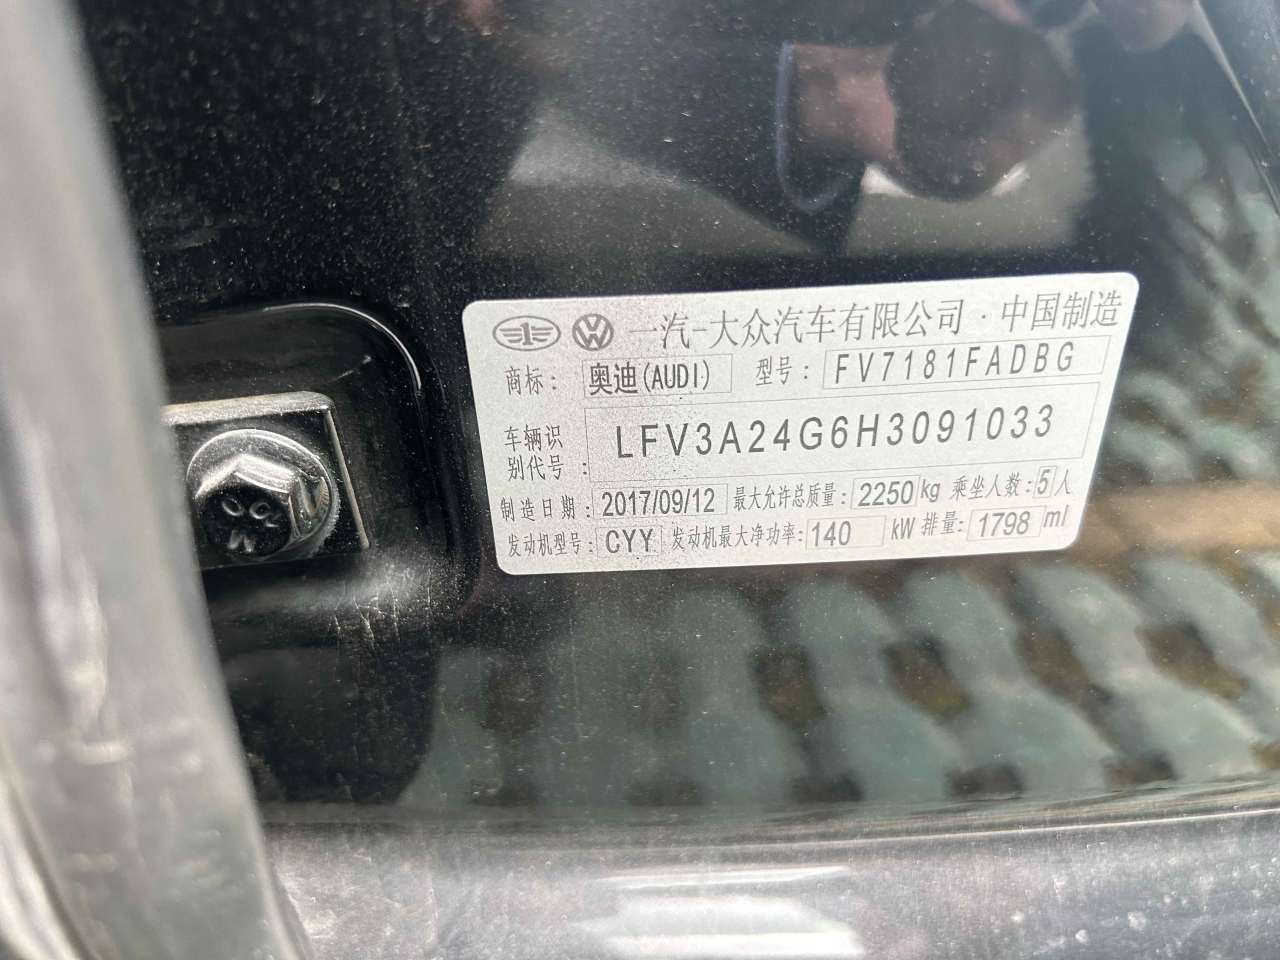 一汽-大众汽车有限公司·中国制造
商标: 奥迪(AUDI) 型号: FV7181FADBG
车辆识别代号: LFV3A24G6H3091033
制造日期: 2017/09/12 最大允许总质量: 2250kg 乘坐人数: 5人
发动机型号: CYY 发动机最大净功率: 140 kW 排量: 1798 ml